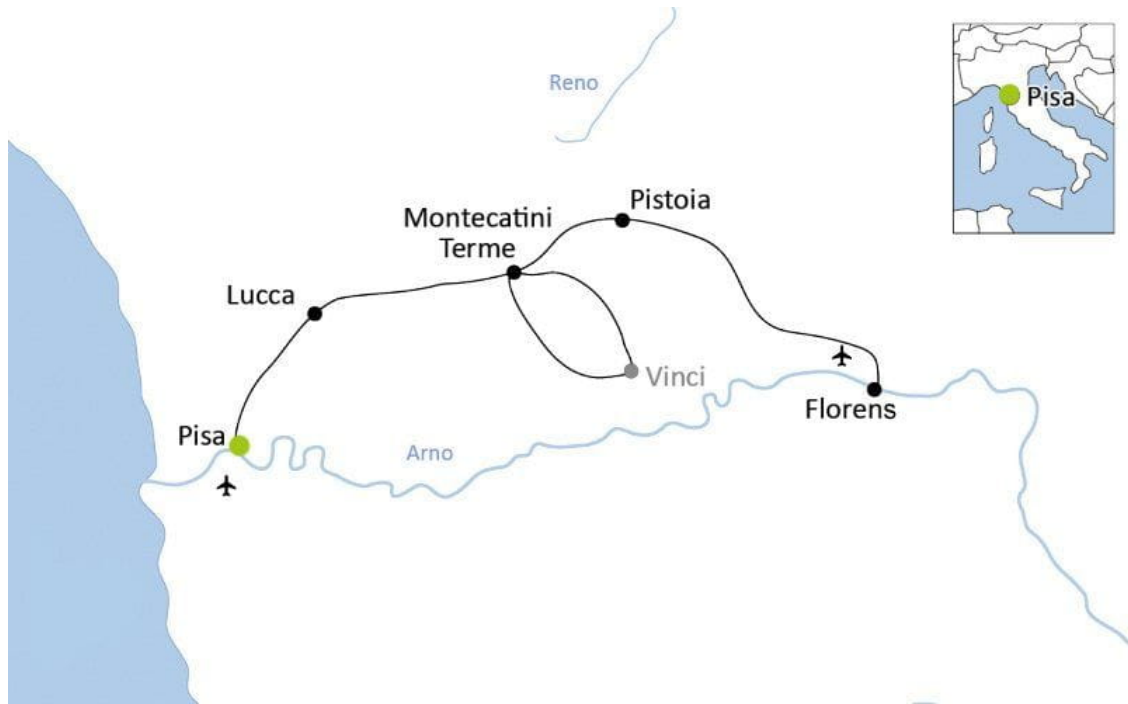 Reno
Pisa
Pistoia
Montecatini
Terme
Lucca
Vinci
Florens
Pisa
Arno